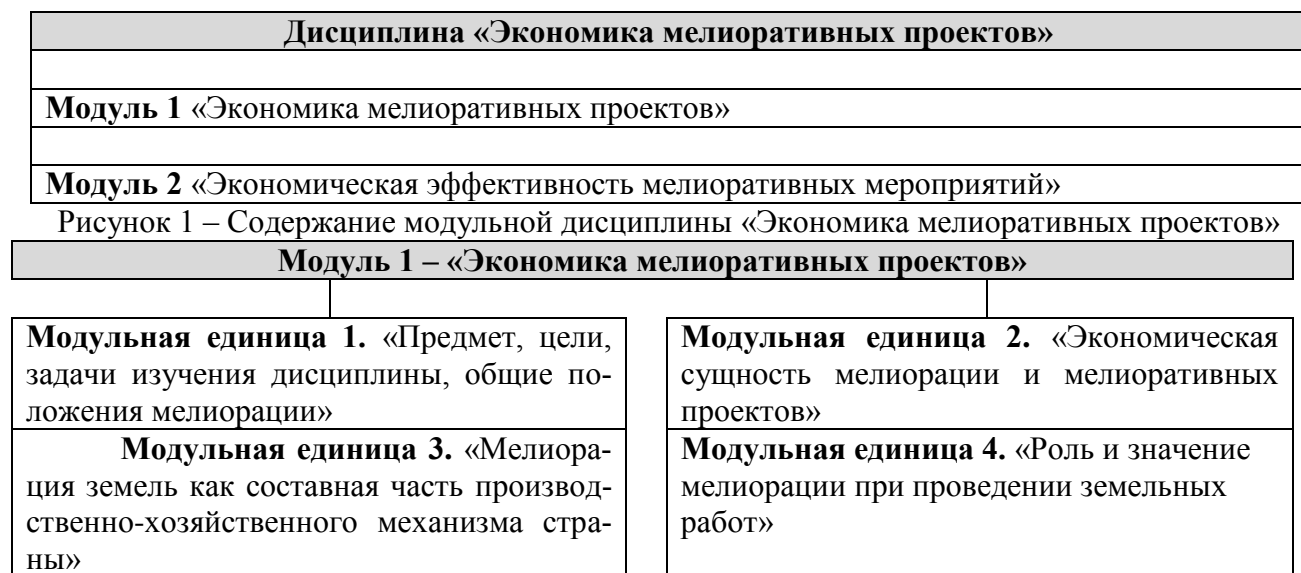 Дисциплина «Экономика мелиоративных проектов»
Модуль 1 «Экономика мелиоративных проектов»
Модуль 2 «Экономическая эффективность мелиоративных мероприятий»
Рисунок 1 – Содержание модульной дисциплины «Экономика мелиоративных проектов»
Модуль 1 – «Экономика мелиоративных проектов»
Модульная единица 1. «Предмет, цели,
задачи изучения дисциплины, общие по-
ложения мелиорации»
Модульная единица 2. «Экономическая
сущность мелиорации и мелиоративных
проектов»
Модульная единица 3. «Мелиора-
ция земель как составная часть производ-
ственно-хозяйственного механизма стра-
ны»
Модульная единица 4. «Роль и значение
мелиорации при проведении земельных
работ»